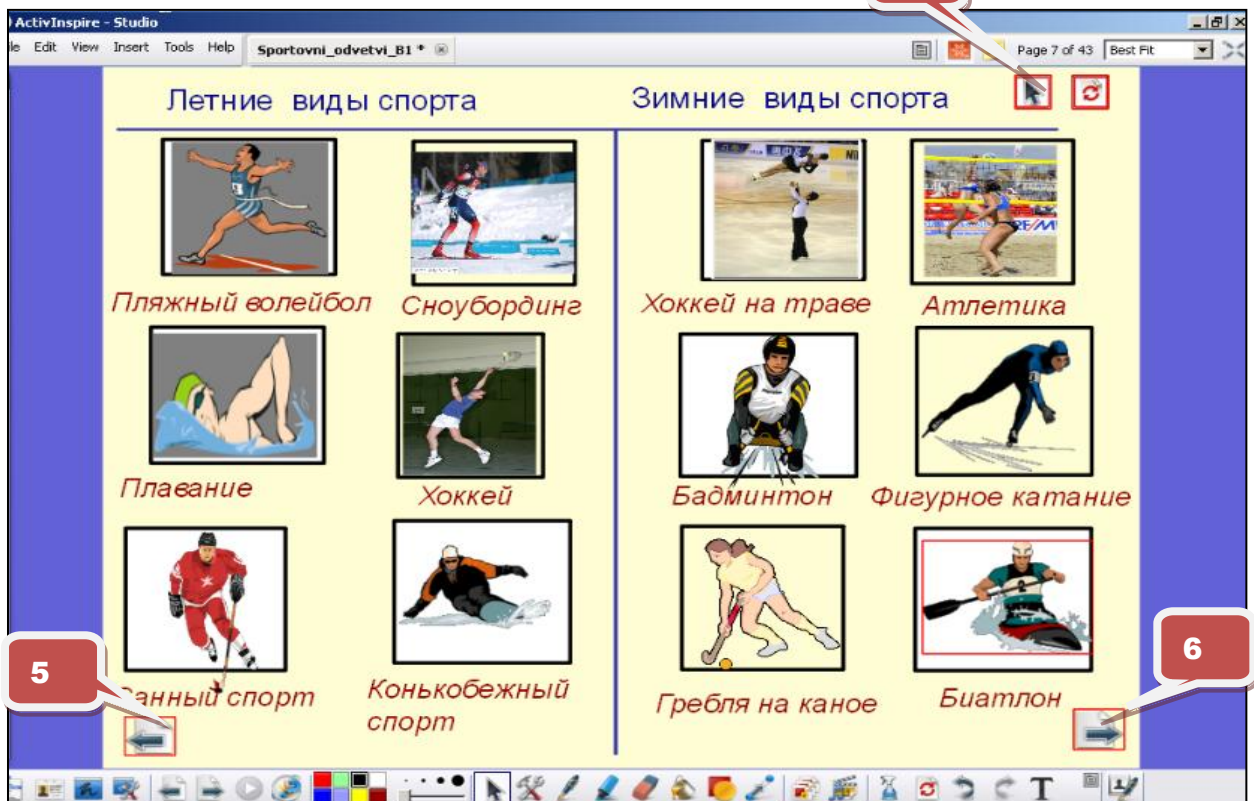 ActivInspire - Studio
Edit View Insert Tools Help Sportovni_odvetvi_B1 * Page 7 of 43 Best Fit
Летние виды спорта
Зимние виды спорта
Пляжный волейбол
Сноубординг
Хоккей на траве
Атлетика
Плавание
Хоккей
Бадминтон
Фигурное катание
спорт
Конькобежный
спорт
Гребля на каное
Биатлон
5
6